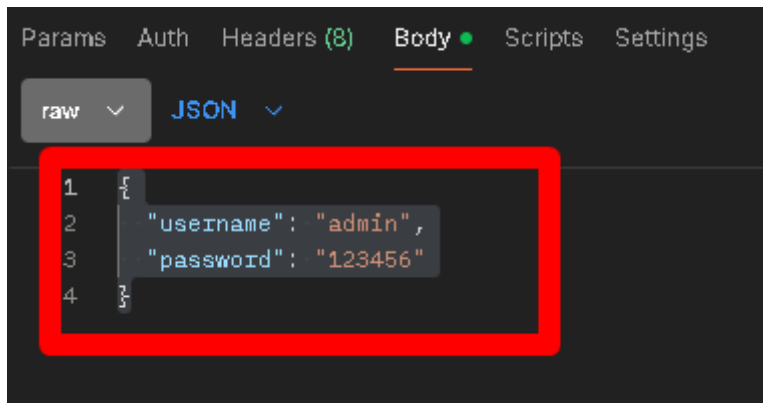 Params Auth Headers (8) Body Scripts Settings
raw JSON
1 {
2 "username": "admin",
3 "password": "123456"
4 }